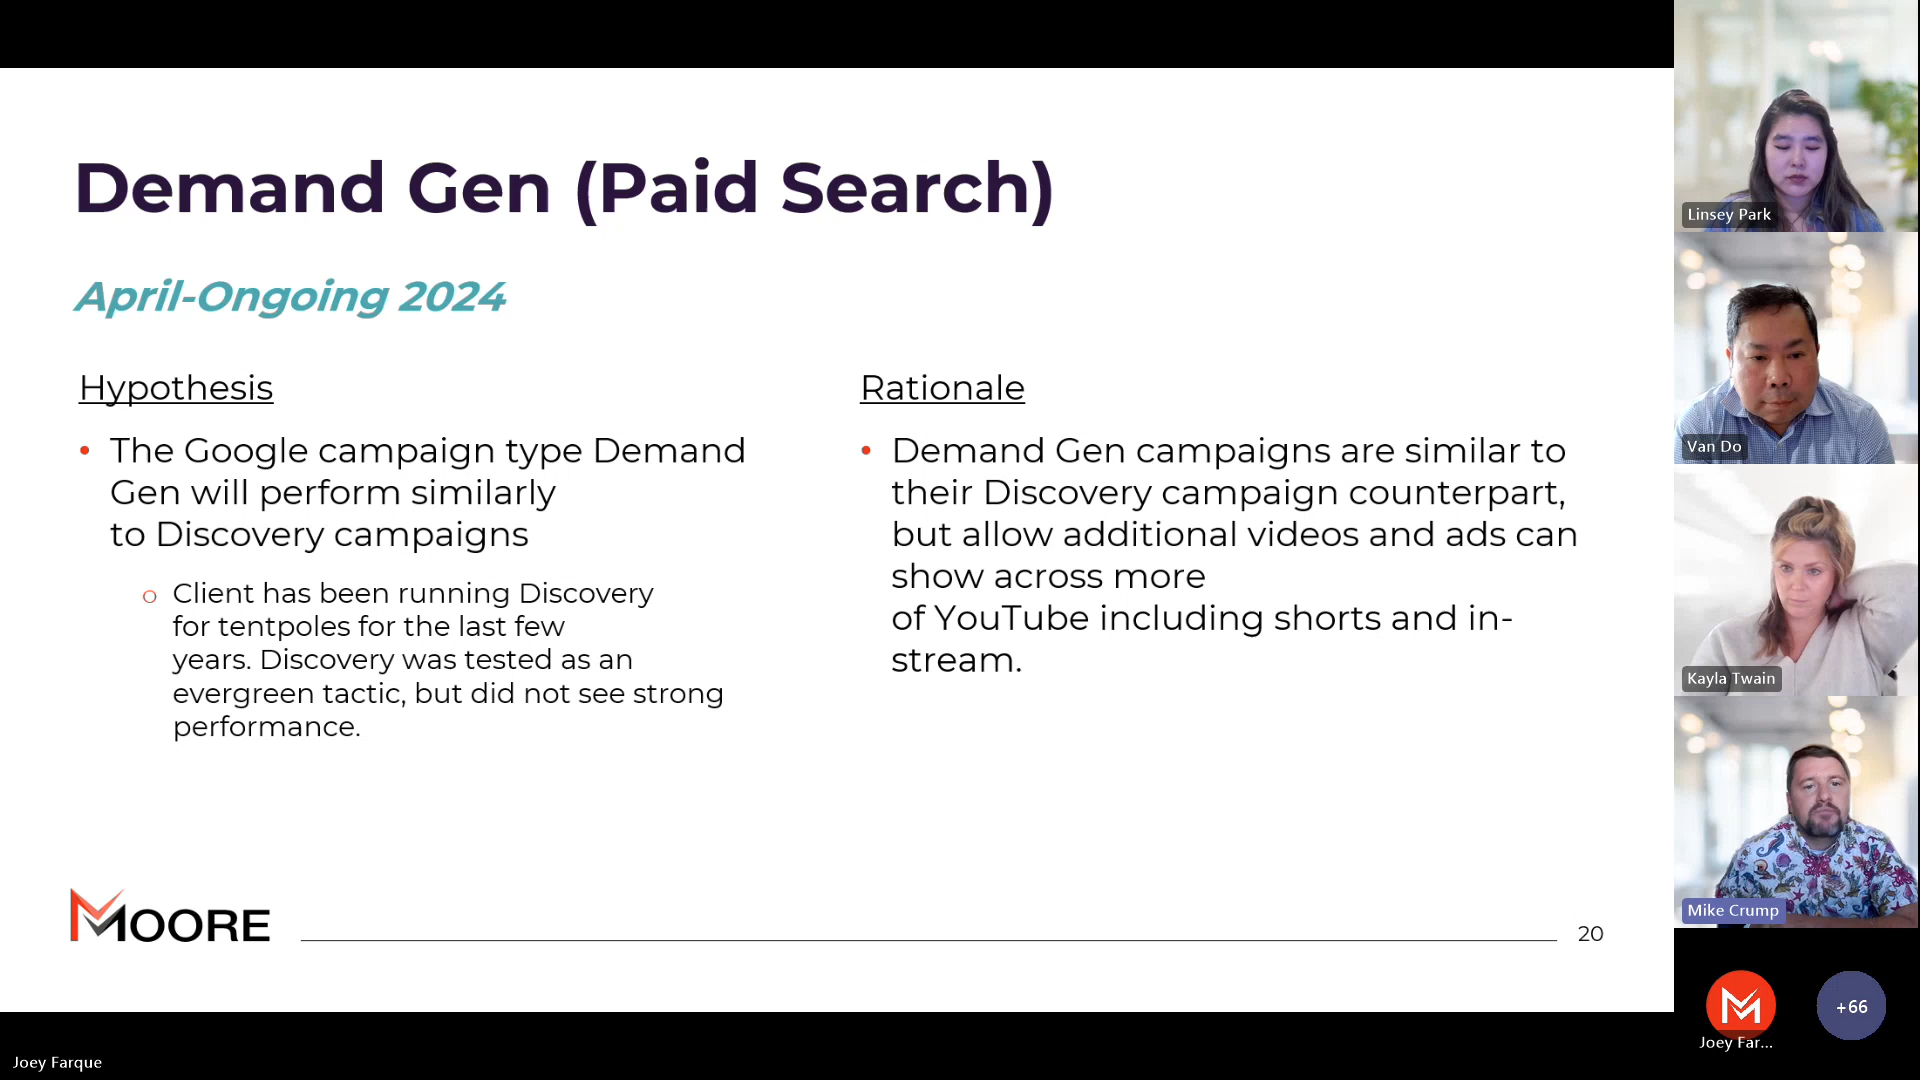 Demand Gen (Paid Search)
April-Ongoing 2024
Hypothesis
• The Google campaign type Demand
Gen will perform similarly
to Discovery campaigns
o Client has been running Discovery
for tentpoles for the last few
years. Discovery was tested as an
evergreen tactic, but did not see strong
performance.
Rationale
• Demand Gen campaigns are similar to
their Discovery campaign counterpart,
but allow additional videos and ads can
show across more
of YouTube including shorts and in-
stream.
MOORE
20
Joey Farque
Linsey Park
Van Do
Kayla Twain
Mike Crump
Joey Far...
+66